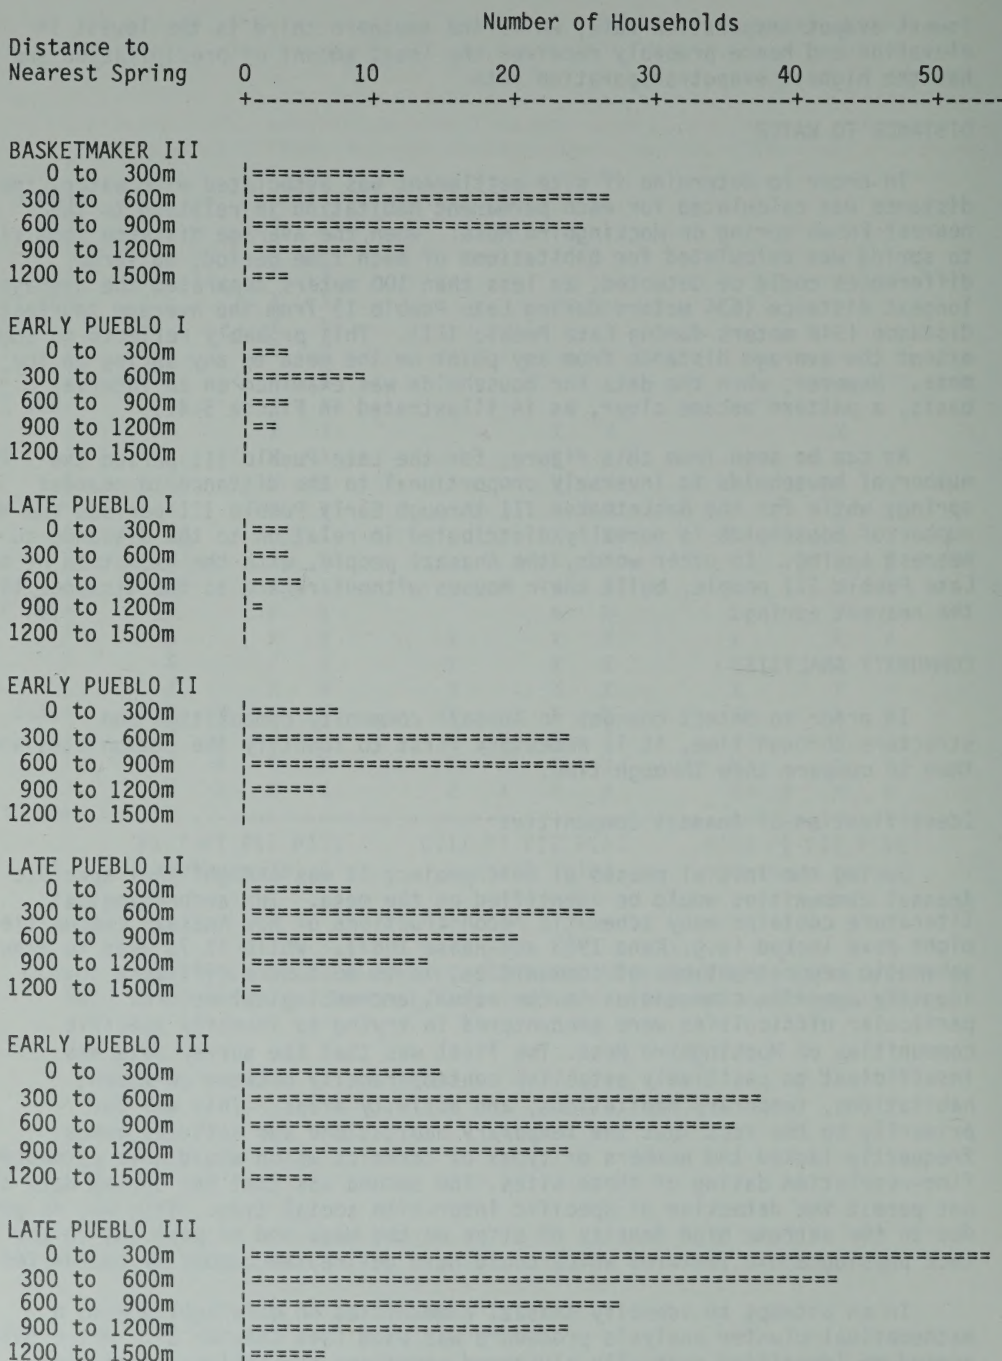 Number of Households
Distance to
Nearest Spring 0 10 20 30 40 50
+---------+----------+----------+----------+----------+-----
BASKETMAKER III
0 to 300m |============
300 to 600m |==========================
600 to 900m |===========================
900 to 1200m |============
1200 to 1500m |===
EARLY PUEBLO I
0 to 300m |===
300 to 600m |=========
600 to 900m |===
900 to 1200m |==
1200 to 1500m |
LATE PUEBLO I
0 to 300m |===
300 to 600m |===
600 to 900m |====
900 to 1200m |=
1200 to 1500m |
EARLY PUEBLO II
0 to 300m |=======
300 to 600m |=========================
600 to 900m |===========================
900 to 1200m |======
1200 to 1500m |
LATE PUEBLO II
0 to 300m |========
300 to 600m |==========================
600 to 900m |=====================
900 to 1200m |==============
1200 to 1500m |=
EARLY PUEBLO III
0 to 300m |===============
300 to 600m |========================================
600 to 900m |======================================
900 to 1200m |=========================
1200 to 1500m |=====
LATE PUEBLO III
0 to 300m |=========================================================
300 to 600m |==============================================
600 to 900m |=============================
900 to 1200m |=========================
1200 to 1500m |======